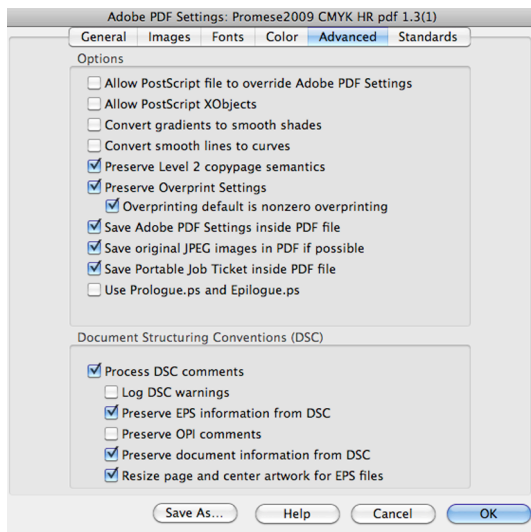 Adobe PDF Settings: Promese2009 CMYK HR pdf 1.3(1)
General Images Fonts Color Advanced Standards
Options
Allow PostScript file to override Adobe PDF Settings
Allow PostScript XObjects
Convert gradients to smooth shades
Convert smooth lines to curves
Preserve Level 2 copypage semantics
Preserve Overprint Settings
Overprinting default is nonzero overprinting
Save Adobe PDF Settings inside PDF file
Save original JPEG images in PDF if possible
Save Portable Job Ticket inside PDF file
Use Prologue.ps and Epilogue.ps
Document Structuring Conventions (DSC)
Process DSC comments
Log DSC warnings
Preserve EPS information from DSC
Preserve OPI comments
Preserve document information from DSC
Resize page and center artwork for EPS files
Save As... Help Cancel OK